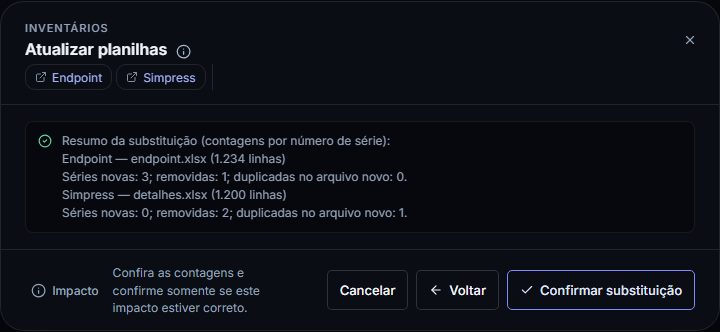 INVENTÁRIOS
Atualizar planilhas
Endpoint
Simpress
Resumo da substituição (contagens por número de série):
Endpoint — endpoint.xlsx (1.234 linhas)
Séries novas: 3; removidas: 1; duplicadas no arquivo novo: 0.
Simpress — detalhes.xlsx (1.200 linhas)
Séries novas: 0; removidas: 2; duplicadas no arquivo novo: 1.
Impacto
Confira as contagens e
confirme somente se este
impacto estiver correto.
Cancelar
Voltar
Confirmar substituição